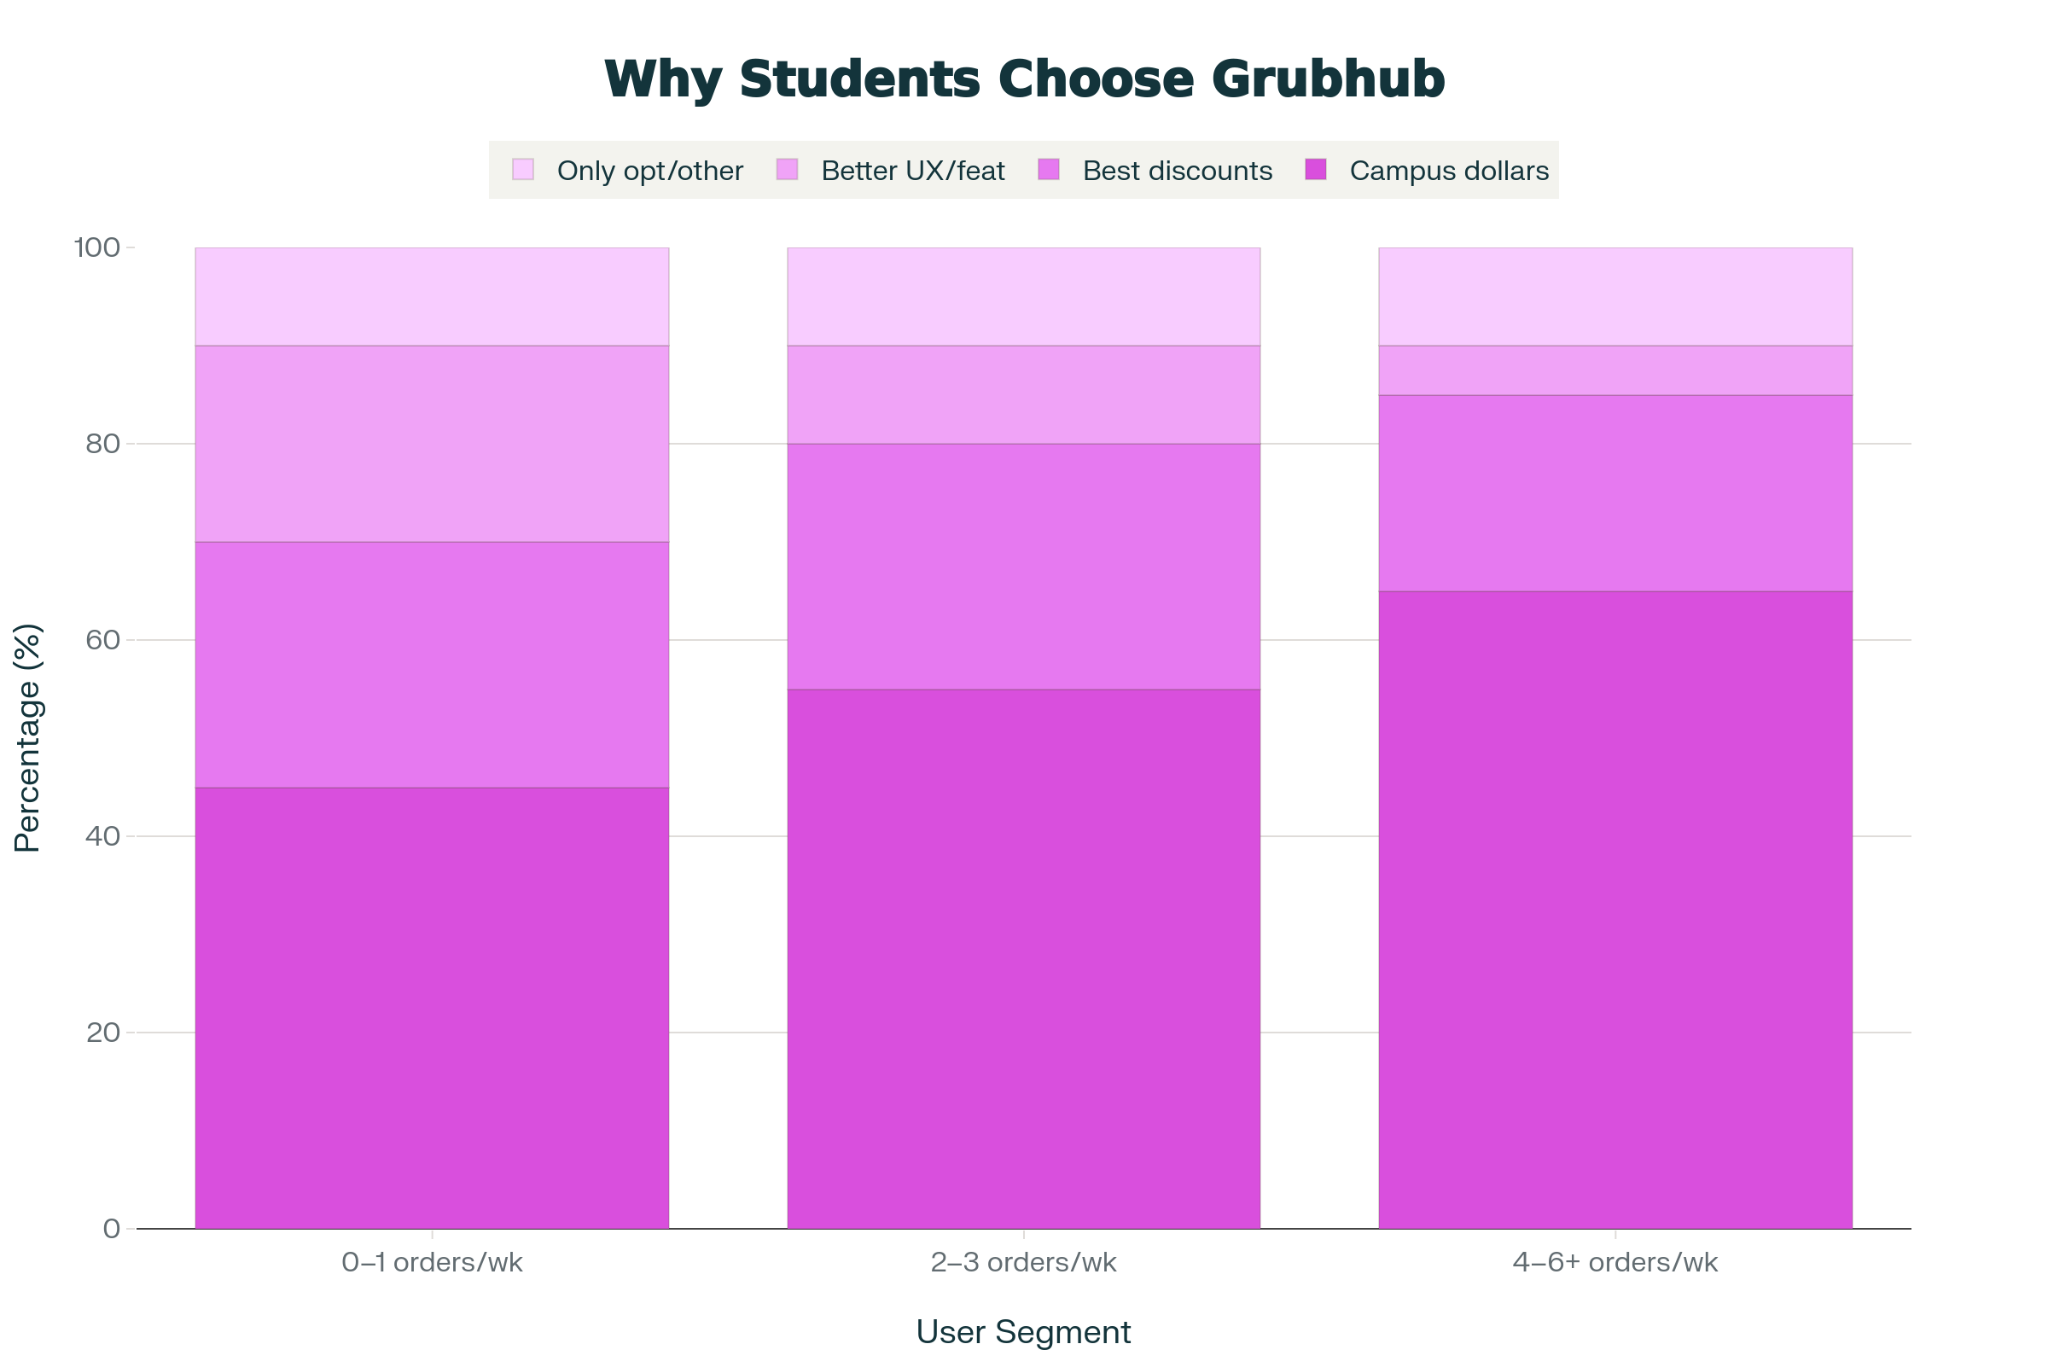 Why Students Choose Grubhub
Only opt/other Better UX/feat Best discounts Campus dollars
100
80
60
40
20
0
Percentage (%)
0–1 orders/wk 2–3 orders/wk 4–6+ orders/wk
User Segment